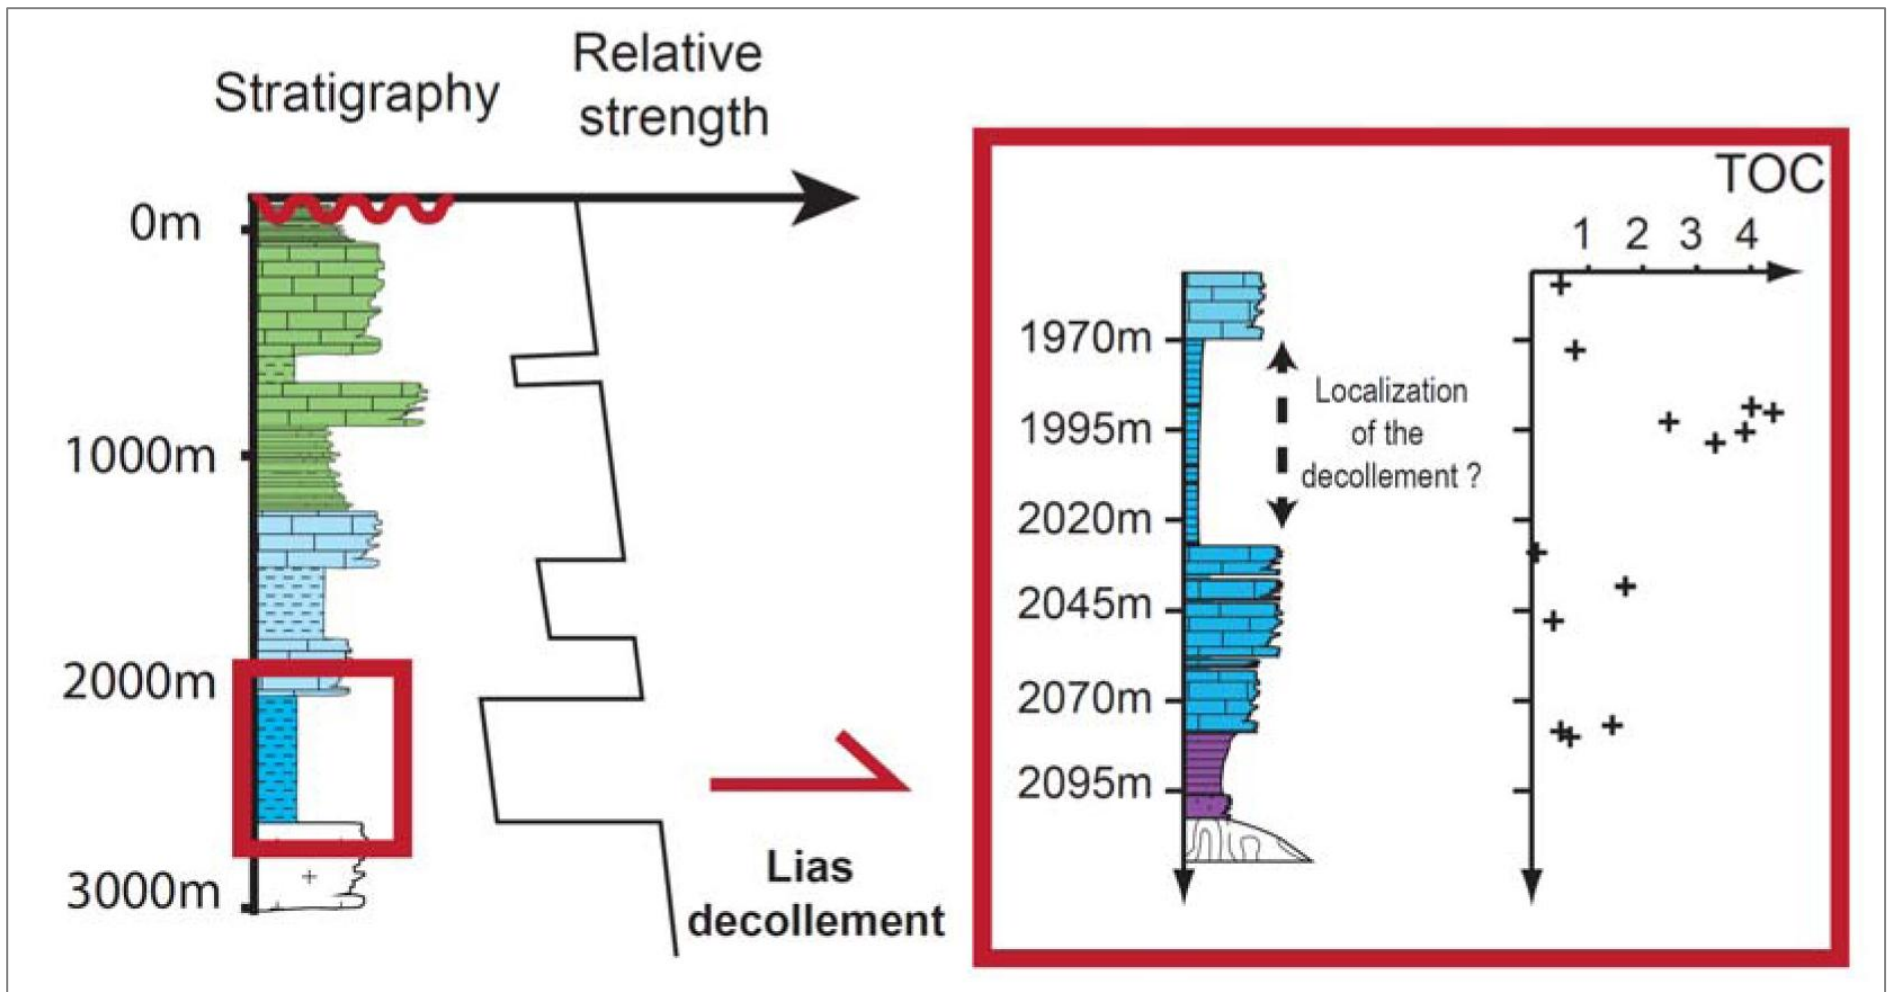 Stratigraphy
Relative
strength
0m
1000m
2000m
3000m
Lias
decollement
TOC
1 2 3 4
1970m
1995m
2020m
2045m
2070m
2095m
Localization
of the
decollement ?